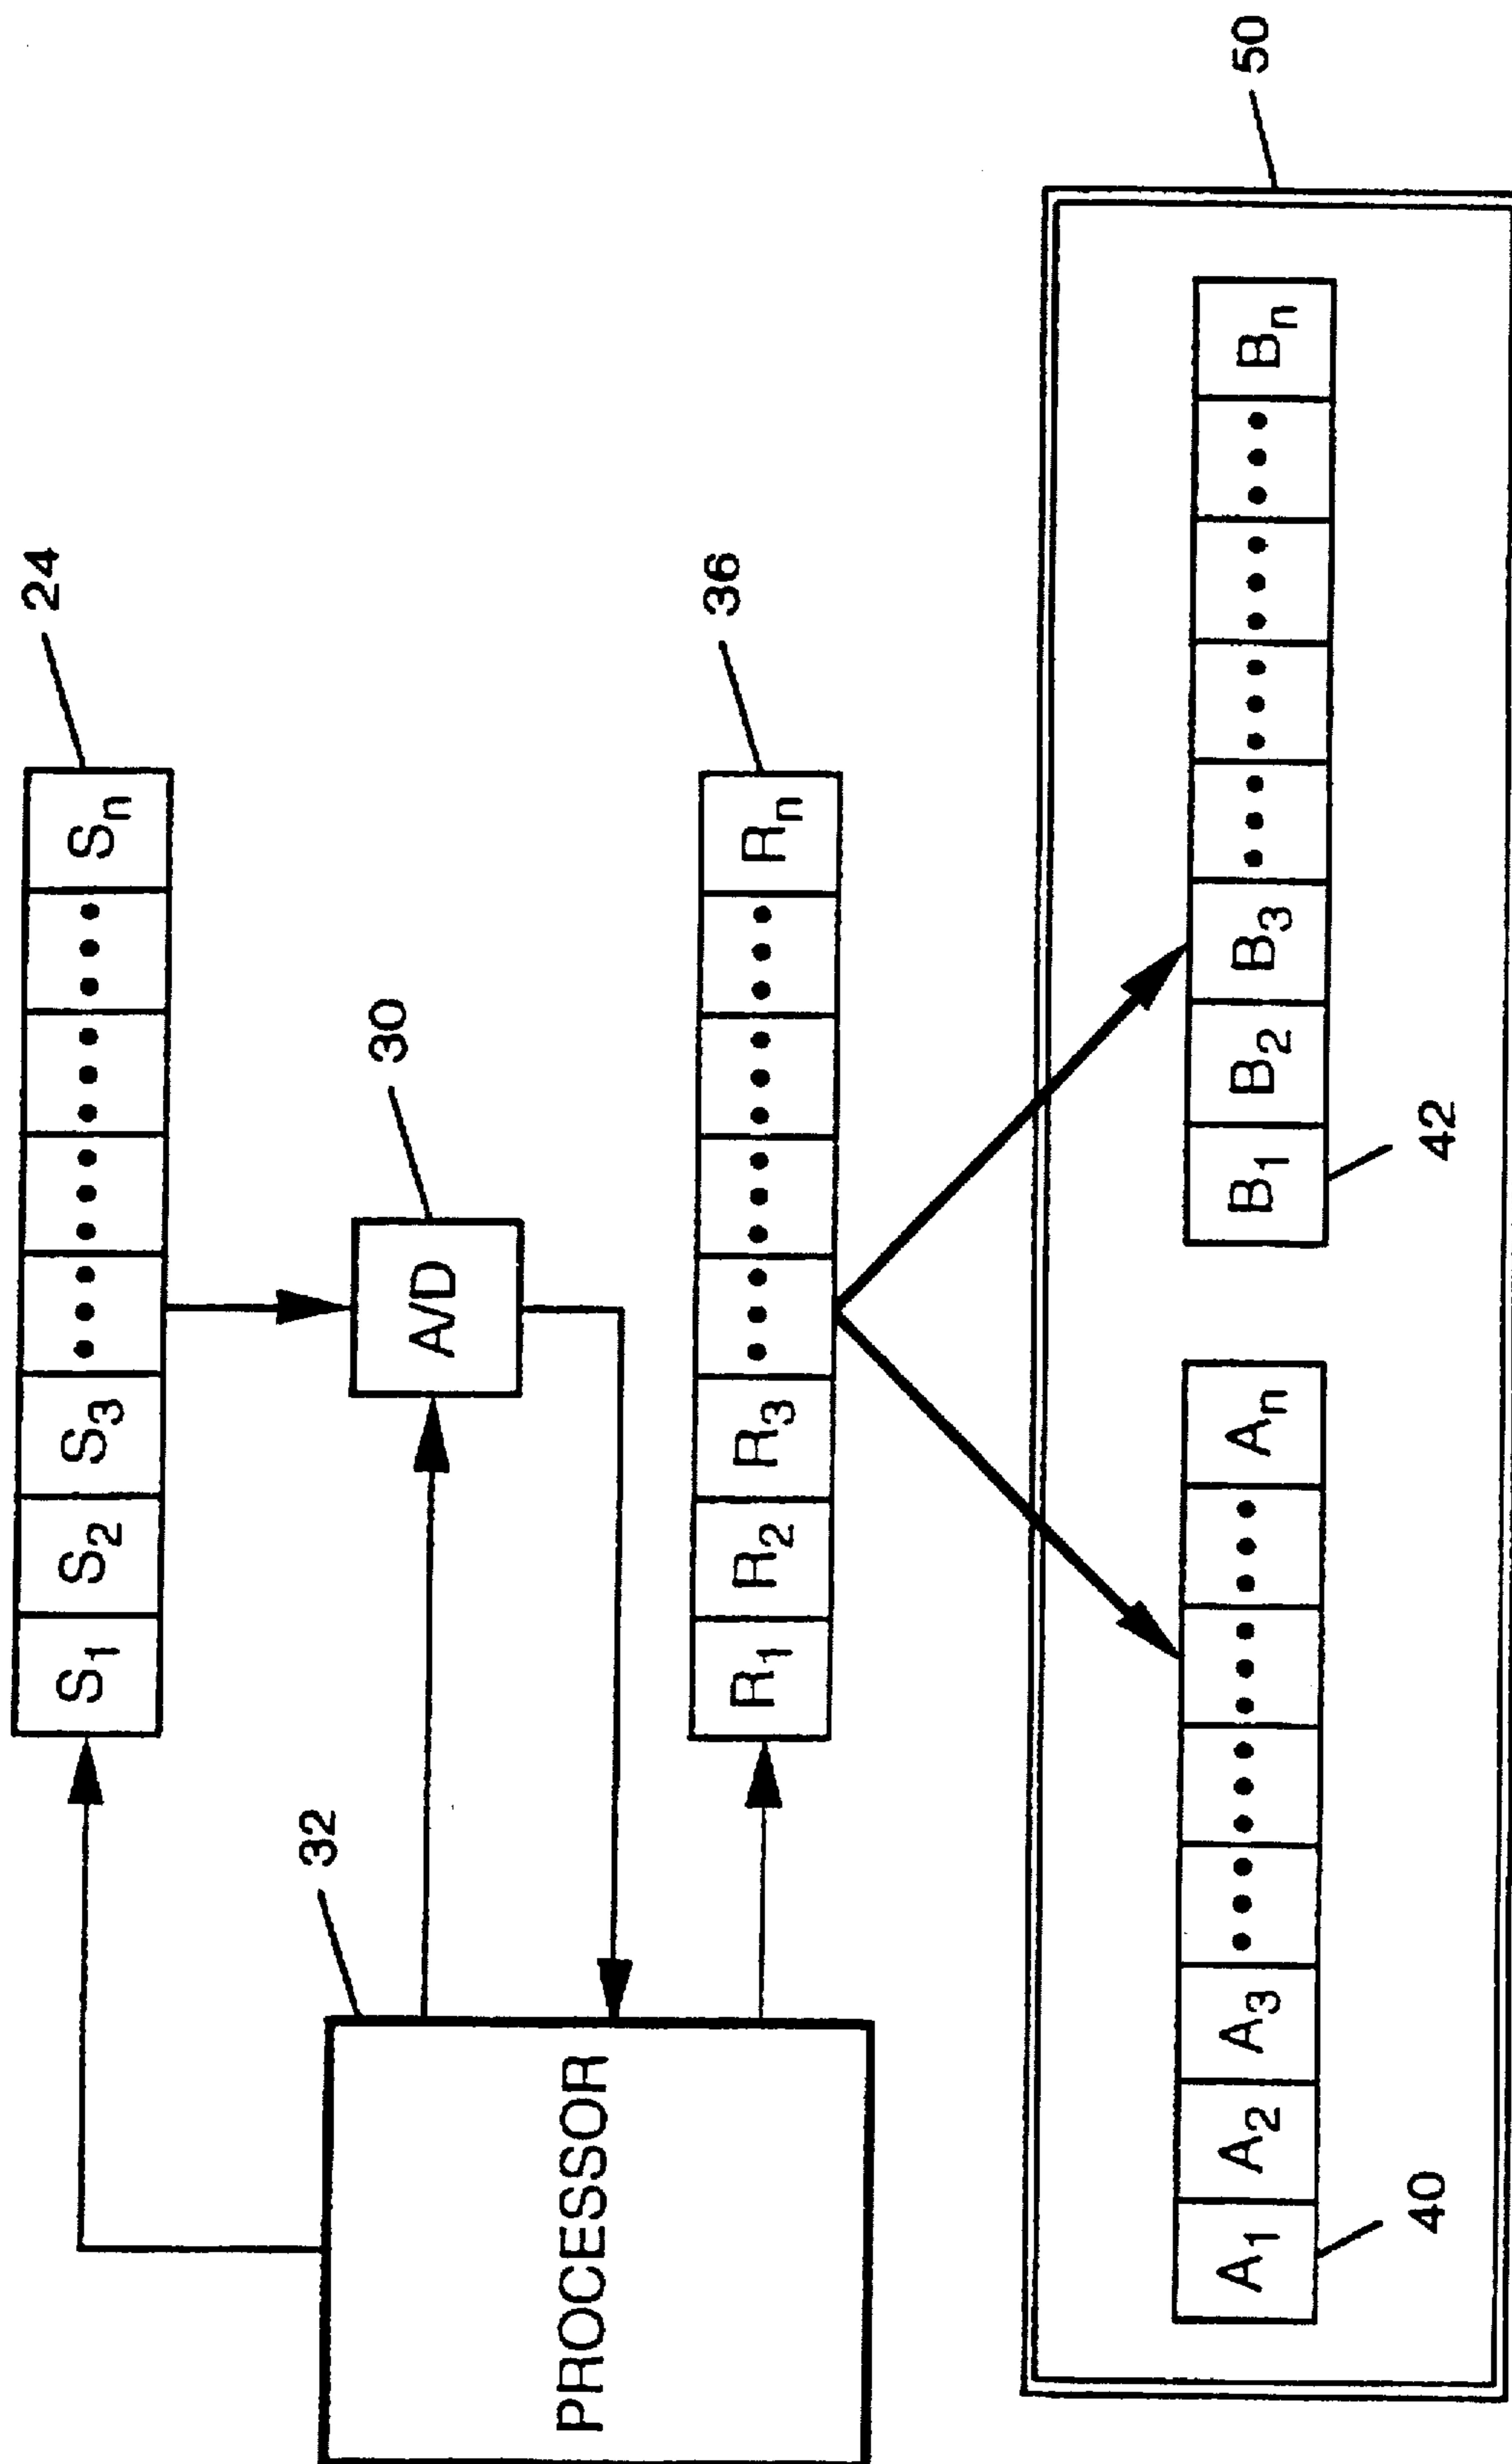 24
S1 S2 S3 ••• ••• ••• ••• Sn
30
A/D
32
PROCESSOR
36
R1 R2 R3 ••• ••• ••• ••• Rn
50
A1 A2 A3 ••• ••• ••• ••• An
40
B1 B2 B3 ••• ••• ••• ••• Bn
42